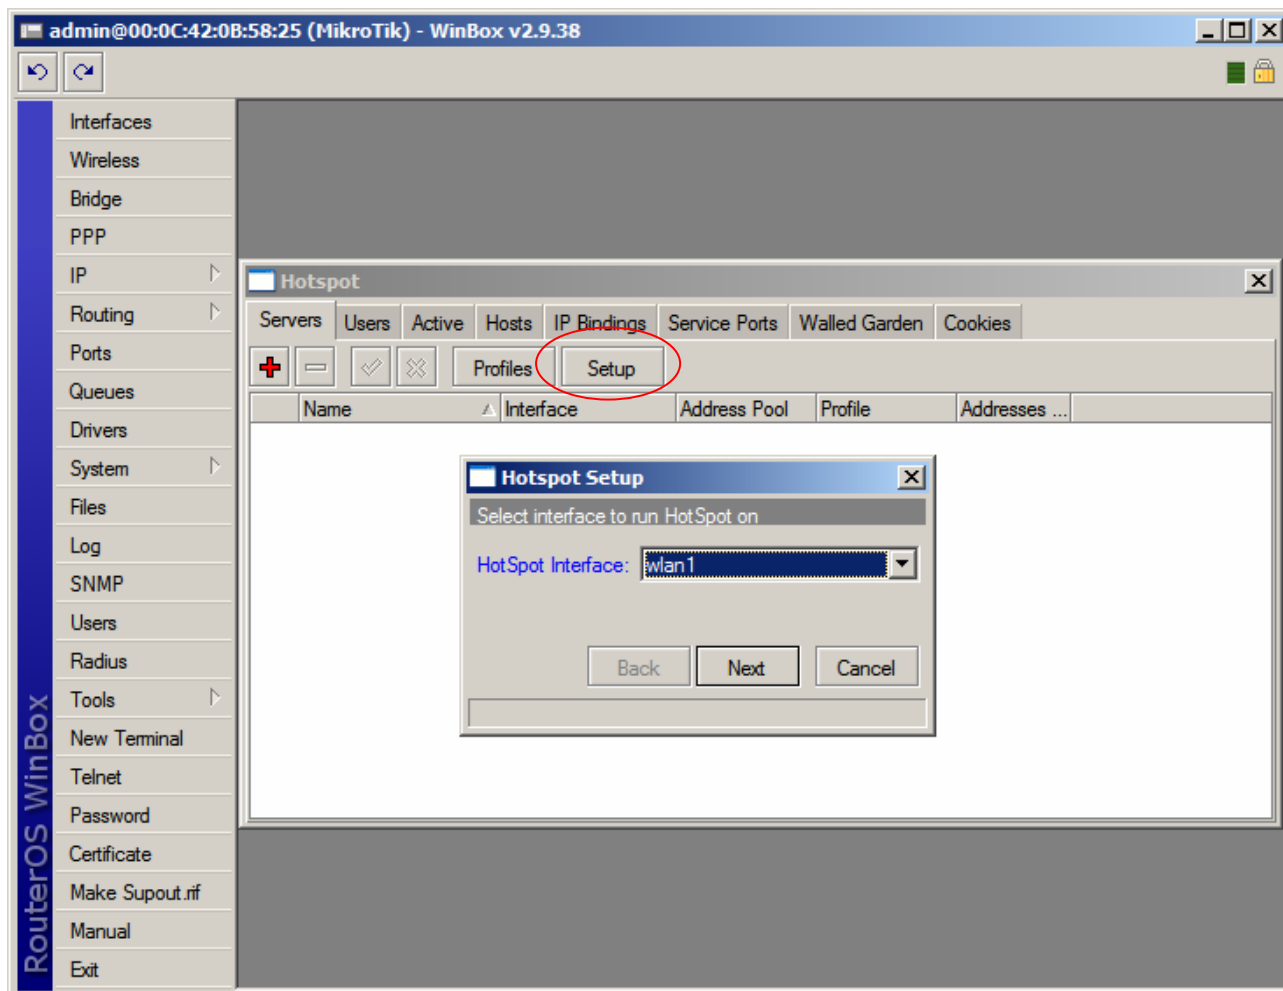 admin@00:0C:42:0B:58:25 (MikroTik) - WinBox v2.9.38
Interfaces
Wireless
Bridge
PPP
IP
Routing
Ports
Queues
Drivers
System
Files
Log
SNMP
Users
Radius
Tools
New Terminal
Telnet
Password
Certificate
Make Supout.rif
Manual
Exit
RouterOS WinBox
Hotspot
Servers Users Active Hosts IP Bindings Service Ports Walled Garden Cookies
Profiles Setup
Name Interface Address Pool Profile Addresses ...
Hotspot Setup
Select interface to run HotSpot on
HotSpot Interface: wlan1
Back Next Cancel